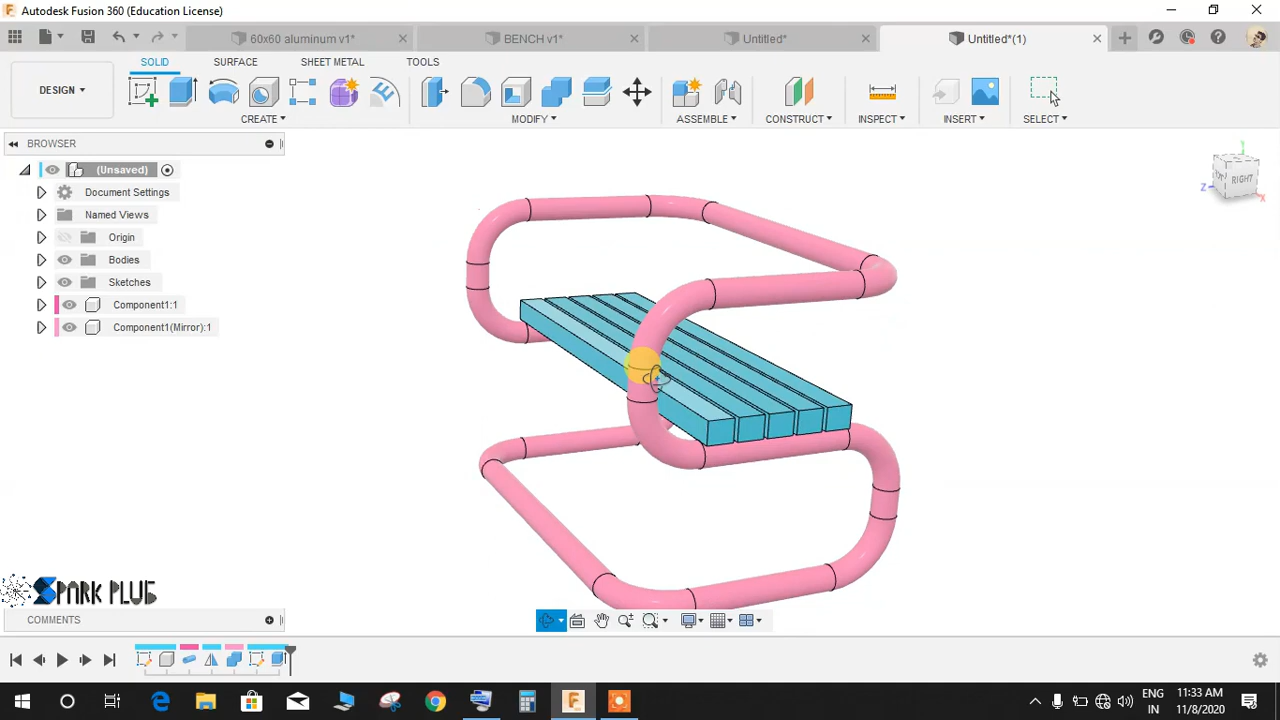 Autodesk Fusion 360 (Education License)
60x60 aluminum v1*
BENCH v1*
Untitled*
Untitled*(1)
SOLID
SURFACE
SHEET METAL
TOOLS
DESIGN
CREATE
MODIFY
ASSEMBLE
CONSTRUCT
INSPECT
INSERT
SELECT
BROWSER
(Unsaved)
Document Settings
Named Views
Origin
Bodies
Sketches
Component1:1
Component1(Mirror):1
RIGHT
Y
Z
X
SPARK PLUG
COMMENTS
ENG
IN
11:33 AM
11/8/2020